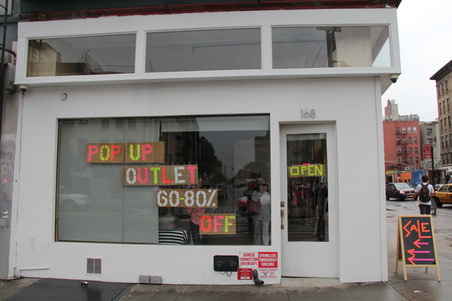 168
POP UP
OUTLET
60-80%
OFF
OPEN
SALE